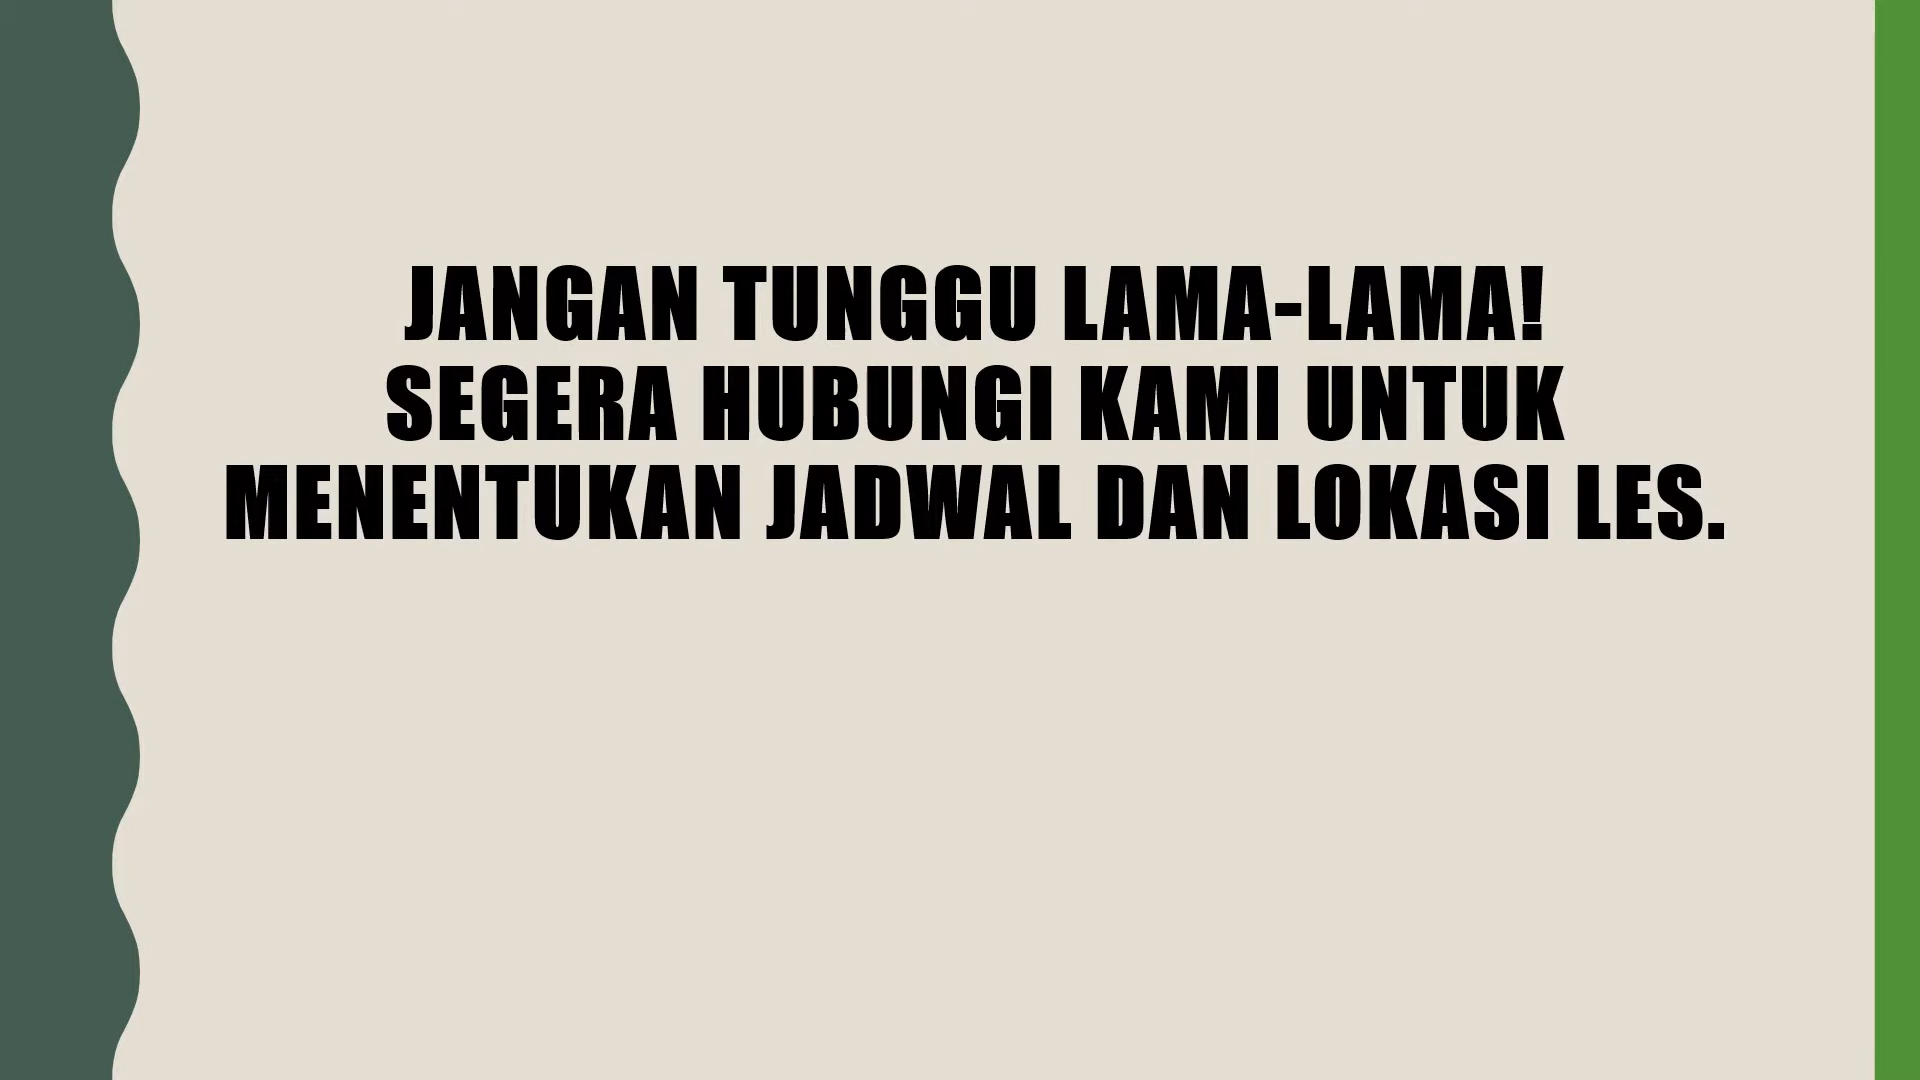 JANGAN TUNGGU LAMA-LAMA!
SEGERA HUBUNGI KAMI UNTUK
MENENTUKAN JADWAL DAN LOKASI LES.